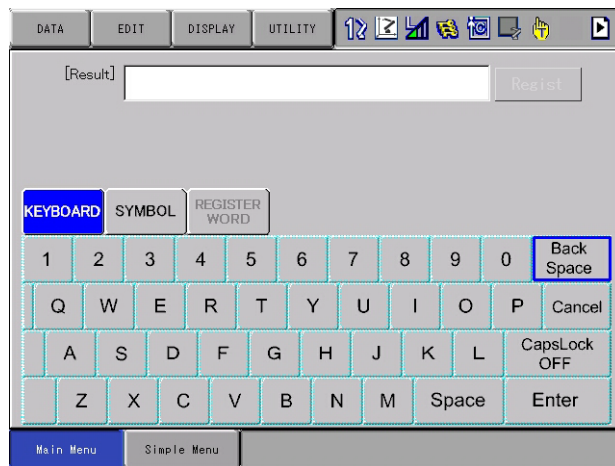 DATA EDIT DISPLAY UTILITY
[Result] Regist
KEYBOARD SYMBOL REGISTER WORD
1 2 3 4 5 6 7 8 9 0 Back Space
Q W E R T Y U I O P Cancel
A S D F G H J K L CapsLock OFF
Z X C V B N M Space Enter
Main Menu Simple Menu